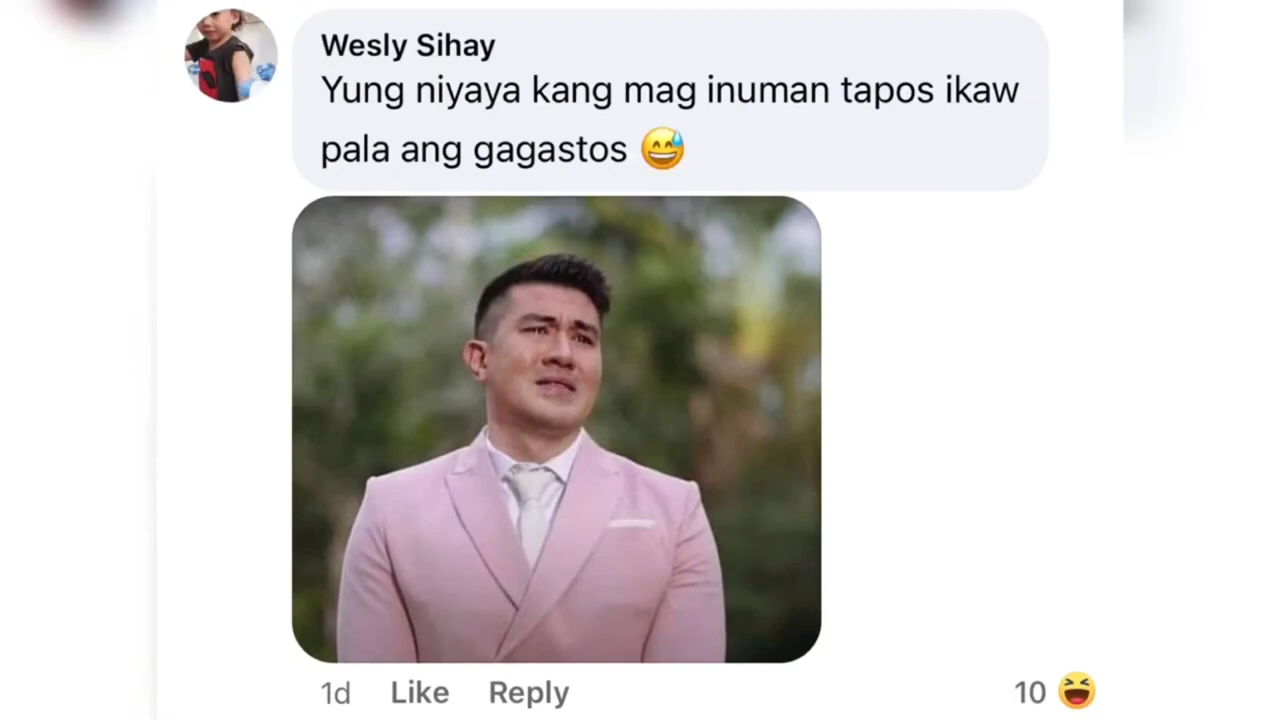 Wesly Sihay
Yung niyaya kang mag inuman tapos ikaw
pala ang gagastos 😅
1d Like Reply 10